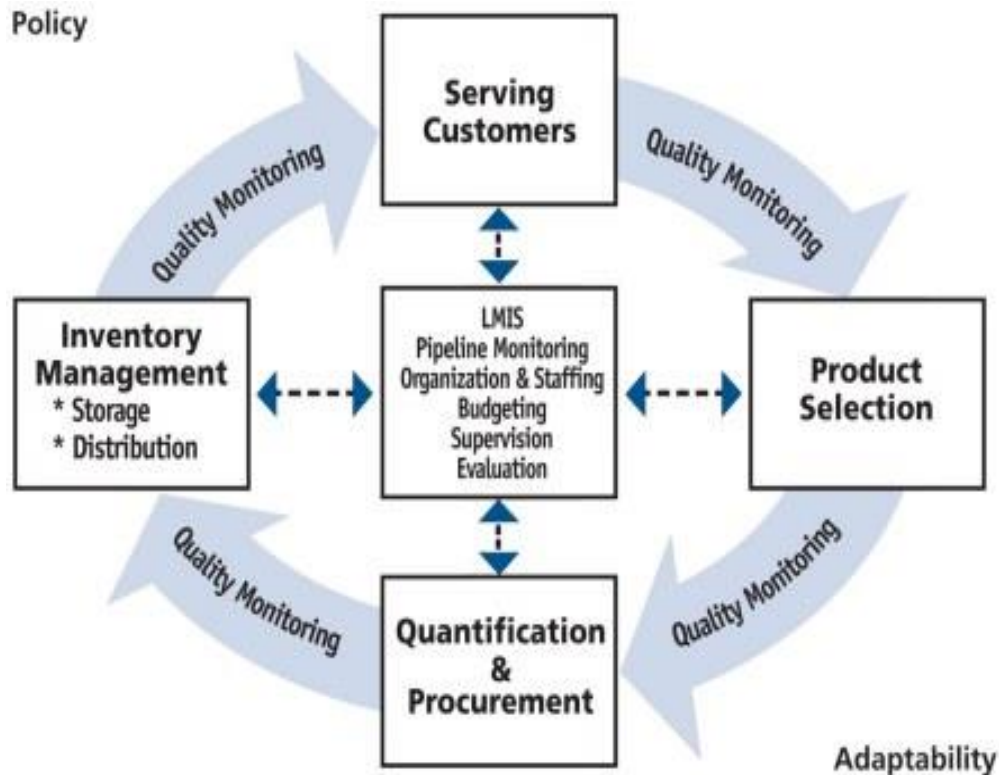 Policy
Serving
Customers
Quality Monitoring
Quality Monitoring
Inventory
Management
* Storage
* Distribution
LMIS
Pipeline Monitoring
Organization & Staffing
Budgeting
Supervision
Evaluation
Product
Selection
Quality Monitoring
Quality Monitoring
Quantification
&
Procurement
Adaptability